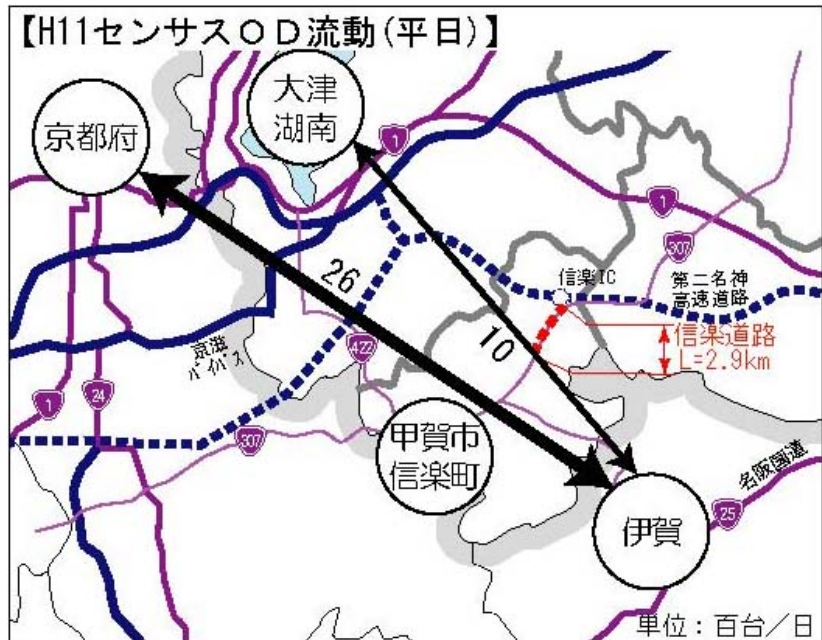 【H11センサスOD流動(平日)】
大津
湖南
京都府
1
1
307
信楽IC
第二名神
高速道路
26
信楽道路
L=2.9km
10
京滋
バイパス
422
24
1
307
甲賀市
信楽町
名阪国道
25
伊賀
単位:百台/日